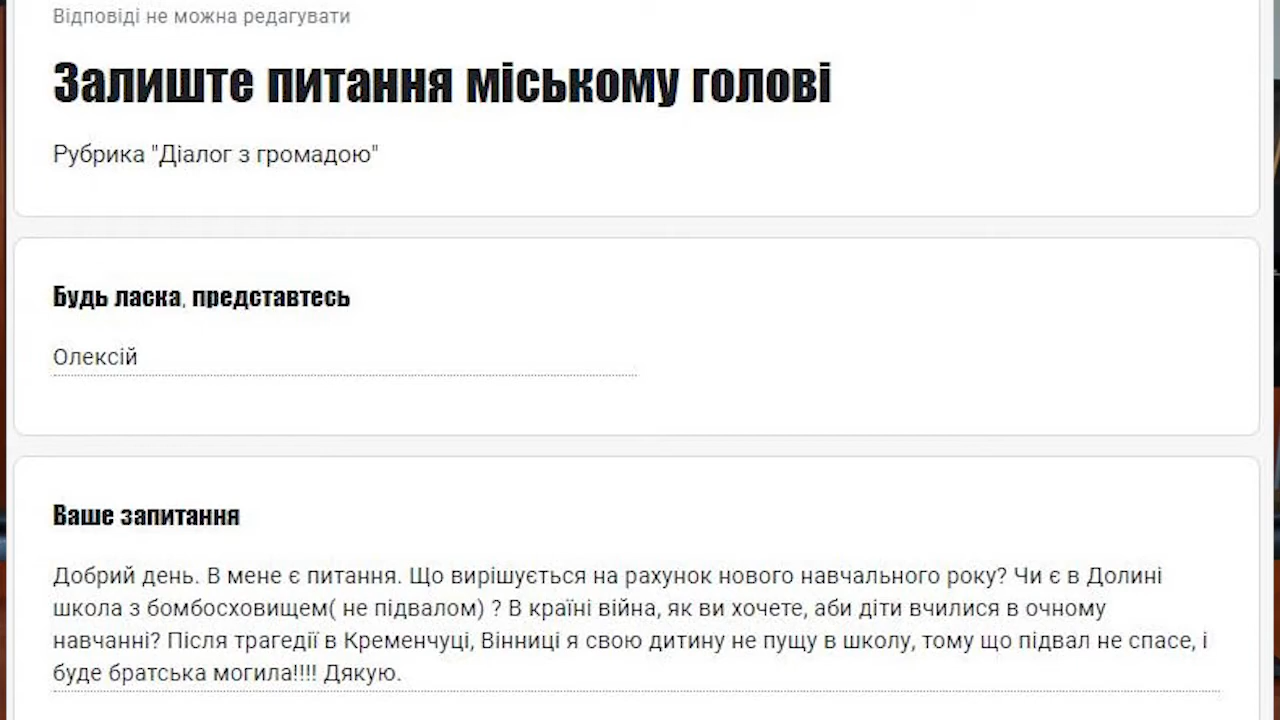 Відповіді не можна редагувати
Залиште питання міському голові
Рубрика "Діалог з громадою"
Будь ласка, представтесь
Олексій
Ваше запитання
Добрий день. В мене є питання. Що вирішується на рахунок нового навчального року? Чи є в Долині
школа з бомбосховищем( не підвалом) ? В країні війна, як ви хочете, аби діти вчилися в очному
навчанні? Після трагедії в Кременчуці, Вінниці я свою дитину не пущу в школу, тому що підвал не спасе, і
буде братська могила!!!! Дякую.